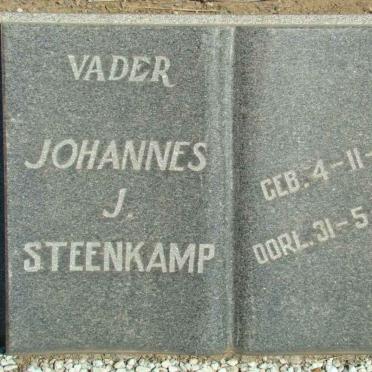 VADER
JOHANNES
J.
STEENKAMP
GEB. 4-11-
OORL. 31-5